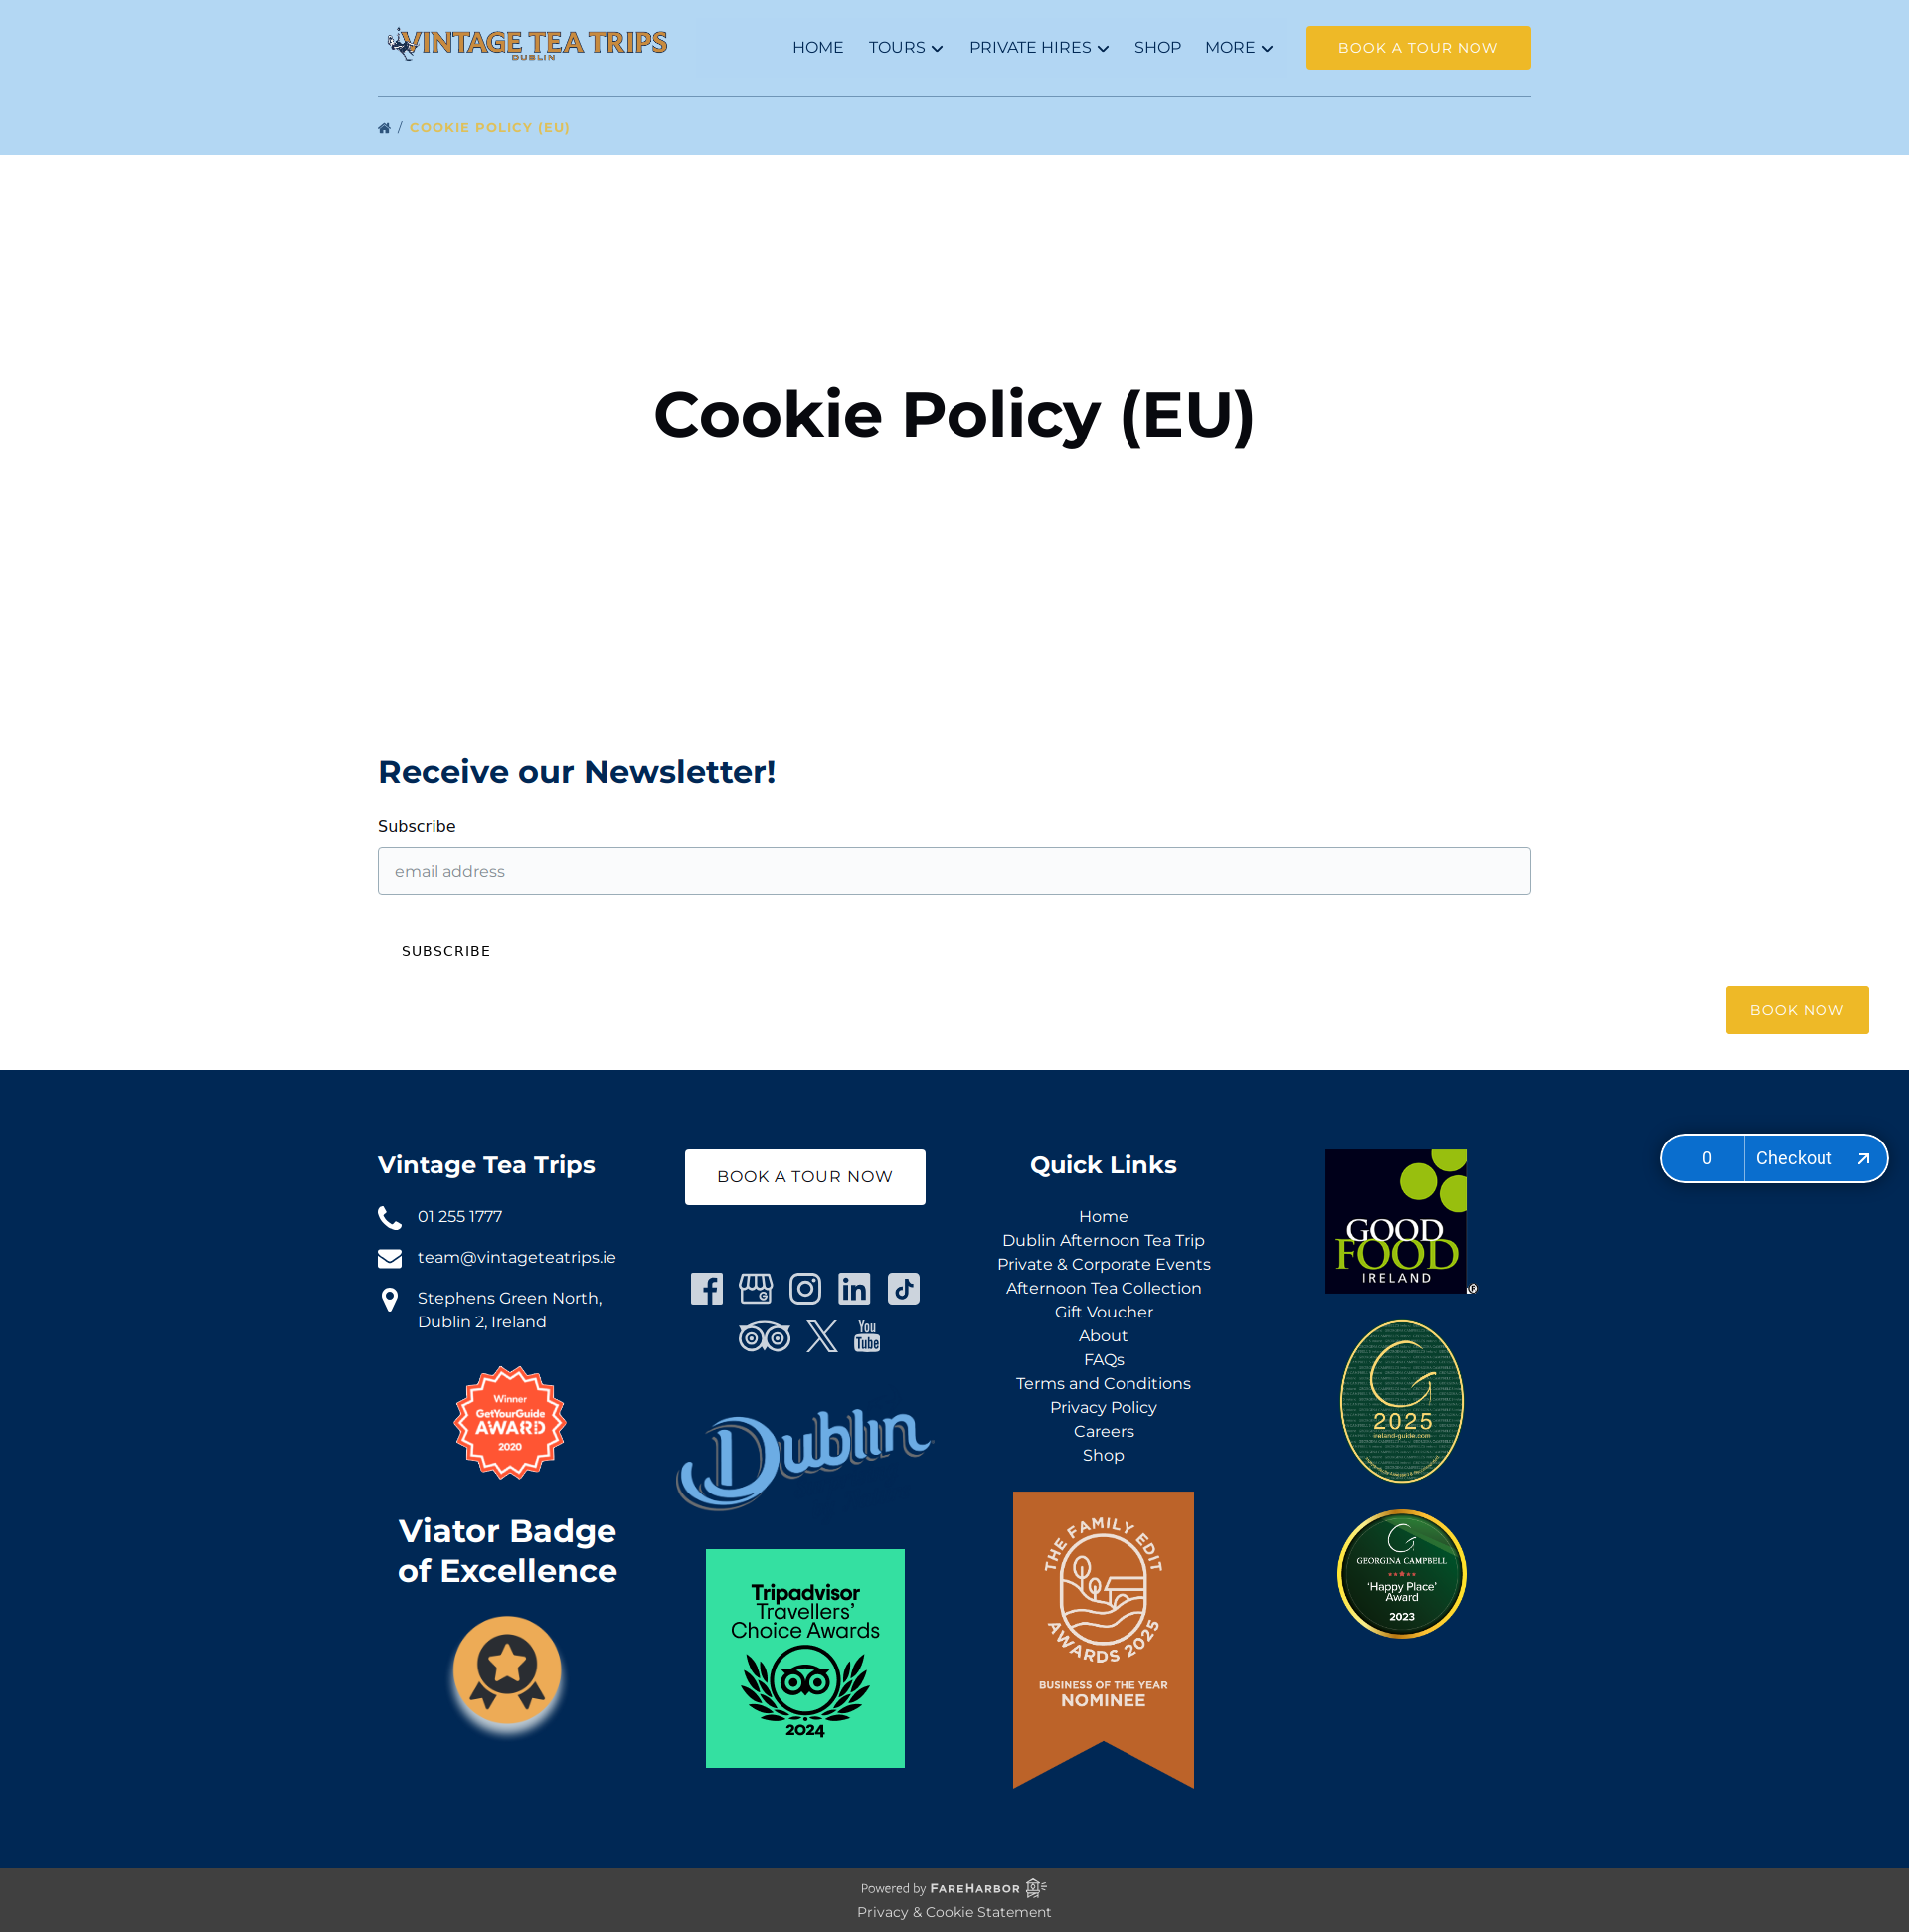 VINTAGE TEA TRIPS
DUBLIN
HOME
TOURS
PRIVATE HIRES
SHOP
MORE
BOOK A TOUR NOW
/ COOKIE POLICY (EU)
Cookie Policy (EU)
Receive our Newsletter!
Subscribe
email address
SUBSCRIBE
BOOK NOW
0
Checkout
Vintage Tea Trips
01 255 1777
team@vintageteatrips.ie
Stephens Green North,
Dublin 2, Ireland
Winner
GetYourGuide
AWARD
2020
Viator Badge
of Excellence
BOOK A TOUR NOW
You
Tube
Dublin
Tripadvisor
Travellers'
Choice Awards
2024
Quick Links
Home
Dublin Afternoon Tea Trip
Private & Corporate Events
Afternoon Tea Collection
Gift Voucher
About
FAQs
Terms and Conditions
Privacy Policy
Careers
Shop
THE FAMILY EDIT
AWARDS 2025
BUSINESS OF THE YEAR
NOMINEE
GOOD
FOOD
IRELAND
®
2025
ireland-guide.com
GEORGINA CAMPBELL
'Happy Place'
Award
2023
Powered by FAREHARBOR
Privacy & Cookie Statement